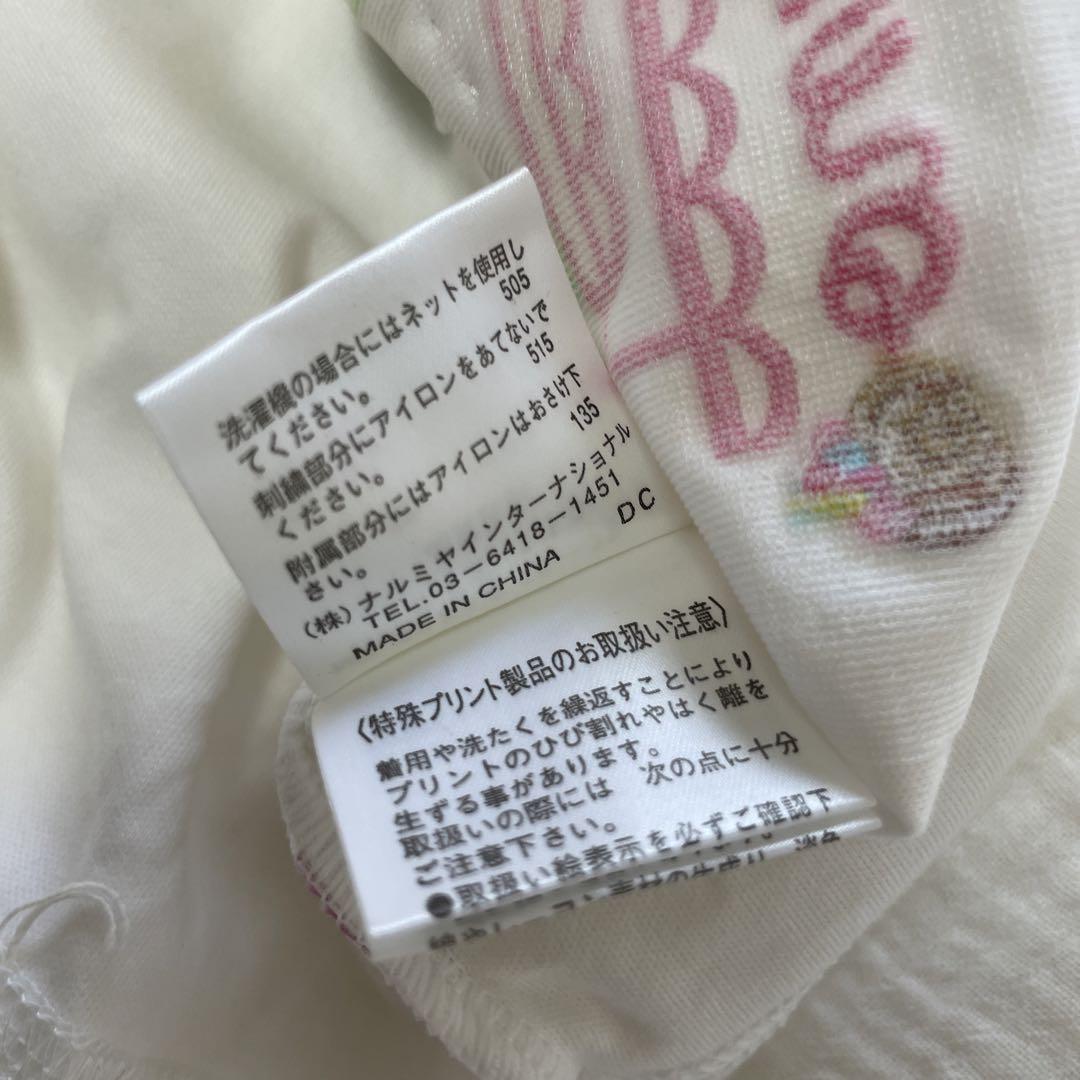 洗濯機の場合にはネットを使用し
てください。 505
刺繍部分にアイロンをあてないで
ください。 515
附属部分にはアイロンはおさけ下
さい。 135
(株)ナルミヤインターナショナル
TEL.03-6418-1451
MADE IN CHINA DC
〈特殊プリント製品のお取扱い注意〉
着用や洗たくを繰返すことにより
プリントのひび割れやはく離を
生ずる事があります。
取扱いの際には 次の点に十分
ご注意下さい。
●取扱い絵表示を必ずご確認下